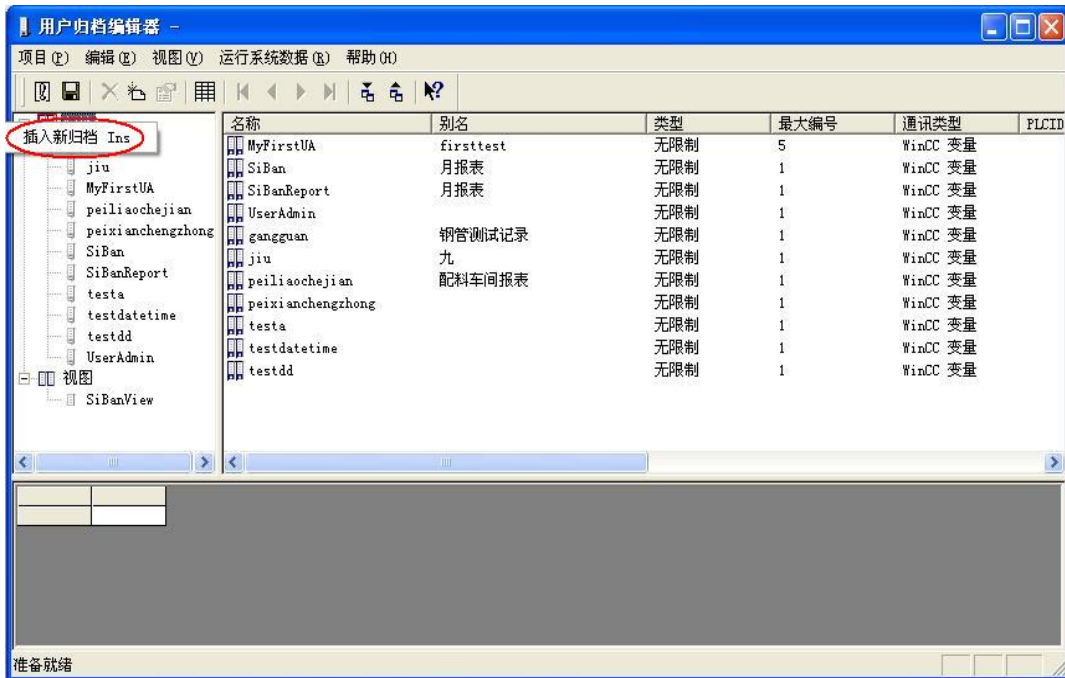 用户归档编辑器 -
项目(P) 编辑(E) 视图(V) 运行系统数据(R) 帮助(H)
插入新归档 Ins
jiu
MyFirstUA
peiliaochejian
peixianchengzhong
SiBan
SiBanReport
testa
testdatetime
testdd
UserAdmin
视图
SiBanView
名称 别名 类型 最大编号 通讯类型 PLCID
MyFirstUA firsttest 无限制 5 WinCC 变量
SiBan 月报表 无限制 1 WinCC 变量
SiBanReport 月报表 无限制 1 WinCC 变量
UserAdmin 无限制 1 WinCC 变量
gangguan 钢管测试记录 无限制 1 WinCC 变量
jiu 九 无限制 1 WinCC 变量
peiliaochejian 配料车间报表 无限制 1 WinCC 变量
peixianchengzhong 无限制 1 WinCC 变量
testa 无限制 1 WinCC 变量
testdatetime 无限制 1 WinCC 变量
testdd 无限制 1 WinCC 变量
准备就绪